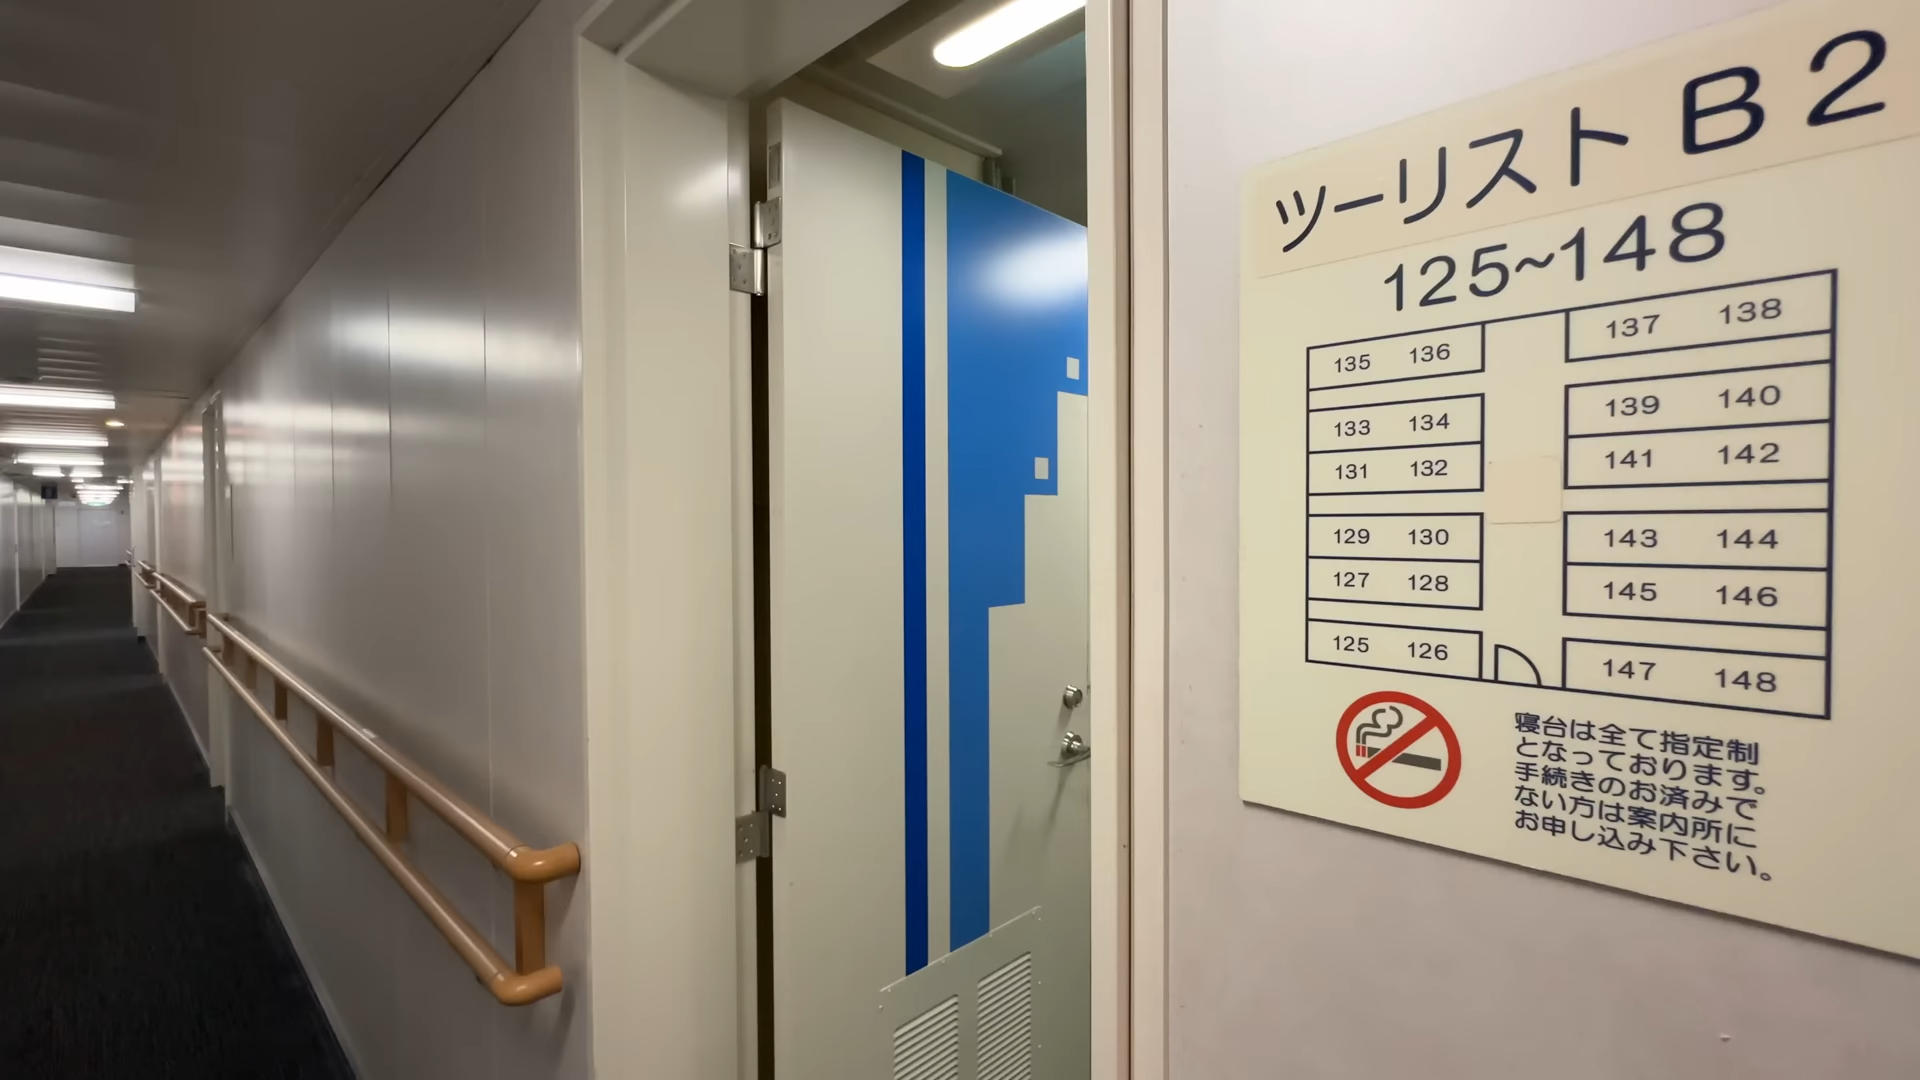 ツーリスト B 2
125~148
135 136
137 138
133 134
139 140
131 132
141 142
129 130
143 144
127 128
145 146
125 126
147 148
寝台は全て指定制
となっております。
手続きのお済みで
ない方は案内所に
お申し込み下さい。